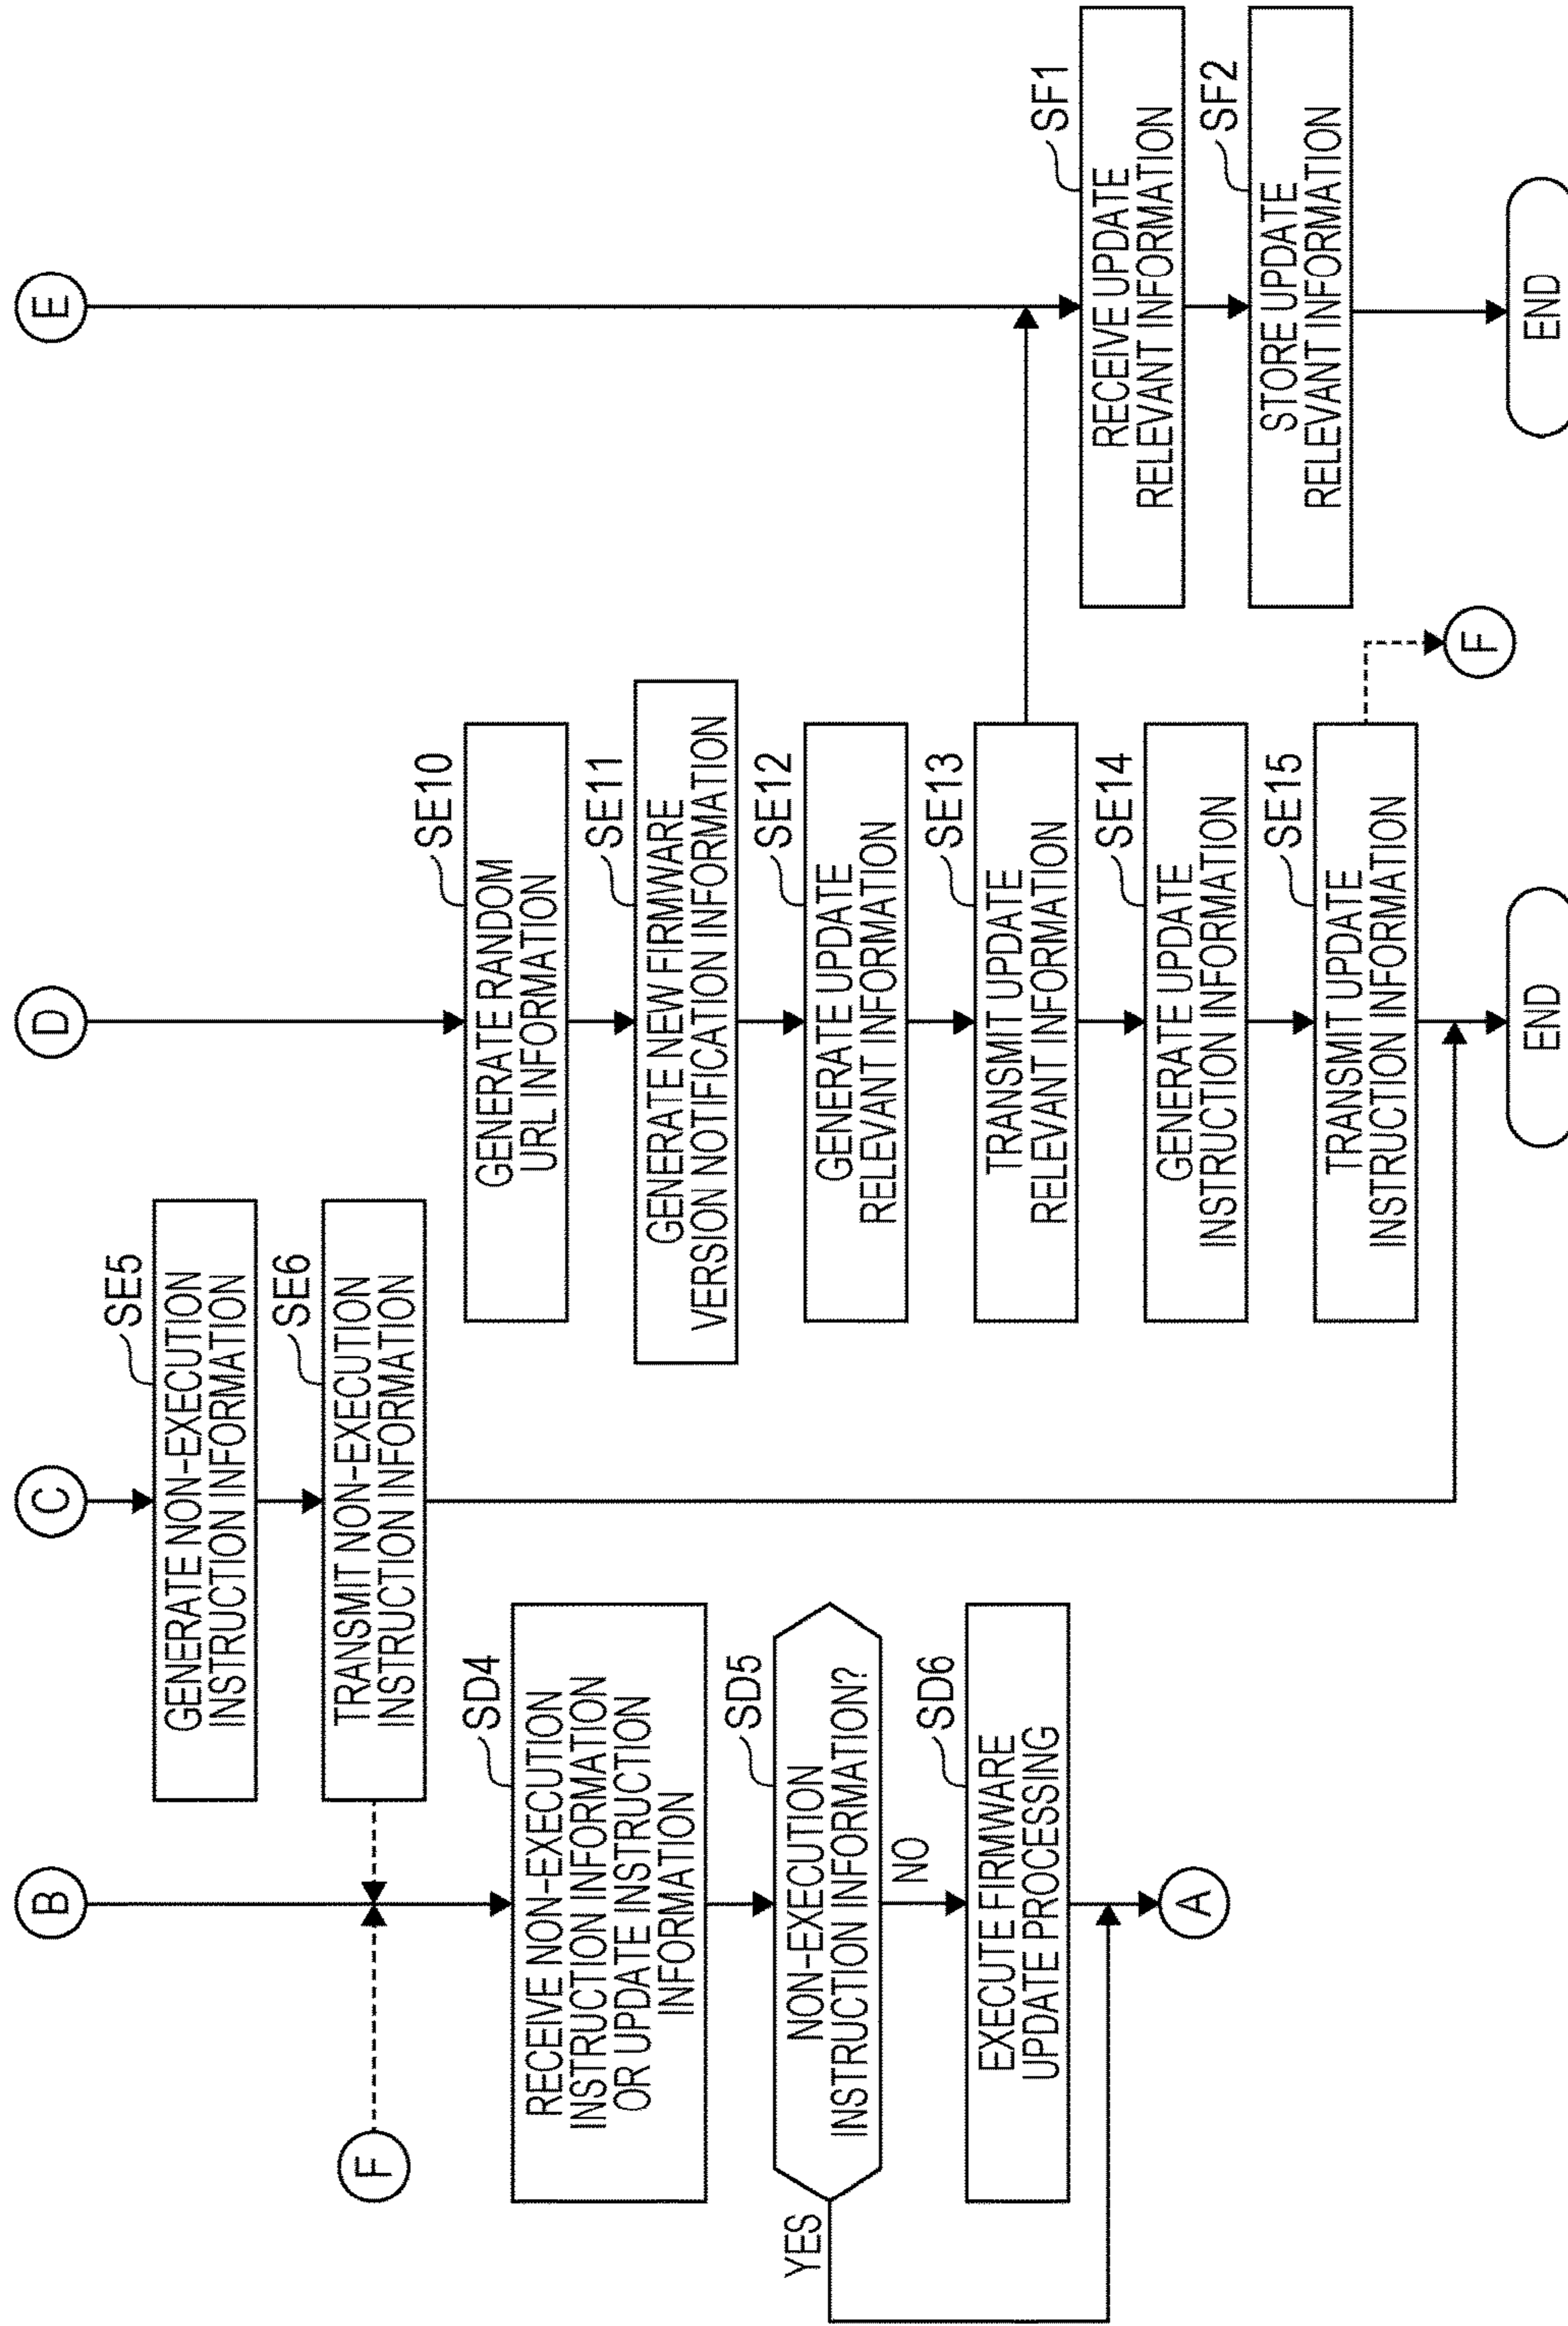 B
F
RECEIVE NON-EXECUTION
INSTRUCTION INFORMATION
OR UPDATE INSTRUCTION
INFORMATION
SD4
NON-EXECUTION
INSTRUCTION INFORMATION?
SD5
YES
NO
EXECUTE FIRMWARE
UPDATE PROCESSING
SD6
A
C
GENERATE NON-EXECUTION
INSTRUCTION INFORMATION
SE5
TRANSMIT NON-EXECUTION
INSTRUCTION INFORMATION
SE6
D
GENERATE RANDOM
URL INFORMATION
SE10
GENERATE NEW FIRMWARE
VERSION NOTIFICATION INFORMATION
SE11
GENERATE UPDATE
RELEVANT INFORMATION
SE12
TRANSMIT UPDATE
RELEVANT INFORMATION
SE13
GENERATE UPDATE
INSTRUCTION INFORMATION
SE14
TRANSMIT UPDATE
INSTRUCTION INFORMATION
SE15
F
END
E
RECEIVE UPDATE
RELEVANT INFORMATION
SF1
STORE UPDATE
RELEVANT INFORMATION
SF2
END